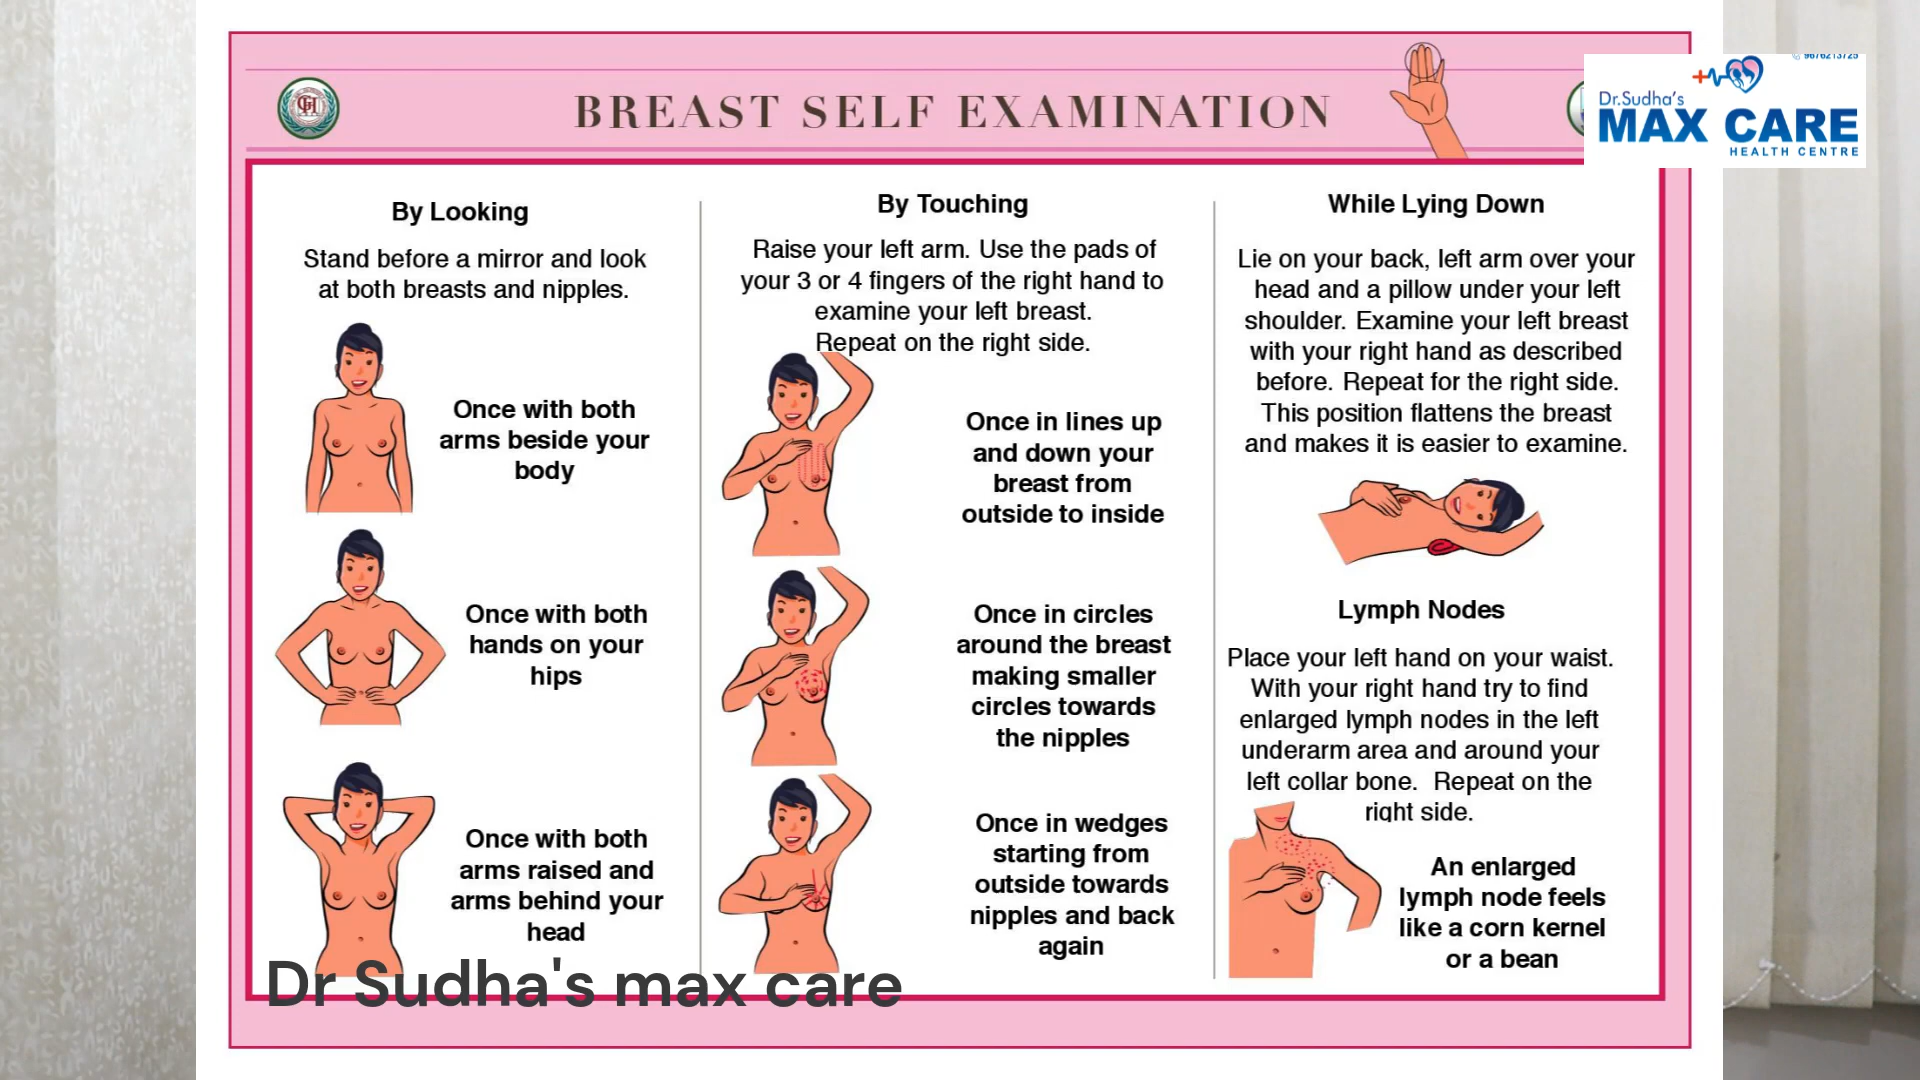 BREAST SELF EXAMINATION
9676213725
Dr.Sudha's
MAX CARE
HEALTH CENTRE
By Looking
Stand before a mirror and look
at both breasts and nipples.
Once with both
arms beside your
body
Once with both
hands on your
hips
Once with both
arms raised and
arms behind your
head
By Touching
Raise your left arm. Use the pads of
your 3 or 4 fingers of the right hand to
examine your left breast.
Repeat on the right side.
Once in lines up
and down your
breast from
outside to inside
Once in circles
around the breast
making smaller
circles towards
the nipples
Once in wedges
starting from
outside towards
nipples and back
again
While Lying Down
Lie on your back, left arm over your
head and a pillow under your left
shoulder. Examine your left breast
with your right hand as described
before. Repeat for the right side.
This position flattens the breast
and makes it is easier to examine.
Lymph Nodes
Place your left hand on your waist.
With your right hand try to find
enlarged lymph nodes in the left
underarm area and around your
left collar bone. Repeat on the
right side.
An enlarged
lymph node feels
like a corn kernel
or a bean
Dr Sudha's max care